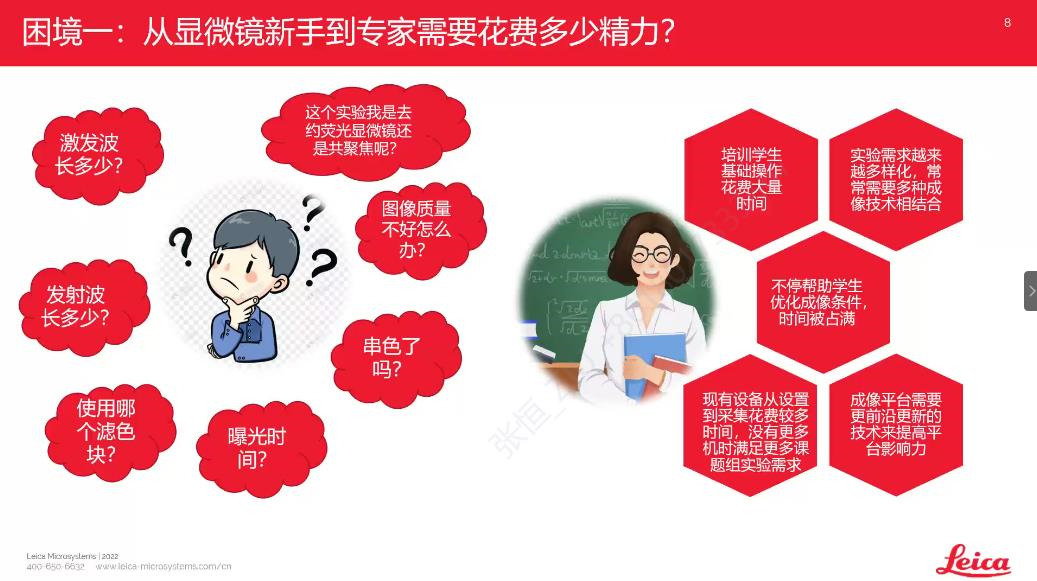 困境一：从显微镜新手到专家需要花费多少精力？
8
激发波
长多少？
这个实验我是去
约荧光显微镜还
是共聚焦呢？
图像质量
不好怎么
办？
发射波
长多少？
串色了
吗？
使用哪
个滤色
块？
曝光时
间？
培训学生
基础操作
花费大量
时间
实验需求越来
越多样化，常
常需要多种成
像技术相结合
不停帮助学生
优化成像条件，
时间被占满
现有设备从设置
到采集花费较多
时间，没有更多
机时满足更多课
题组实验需求
成像平台需要
更前沿更新的
技术来提高平
台影响力
Leica Microsystems | 2022
400-650-6632 www.leica-microsystems.com/cn
Leica